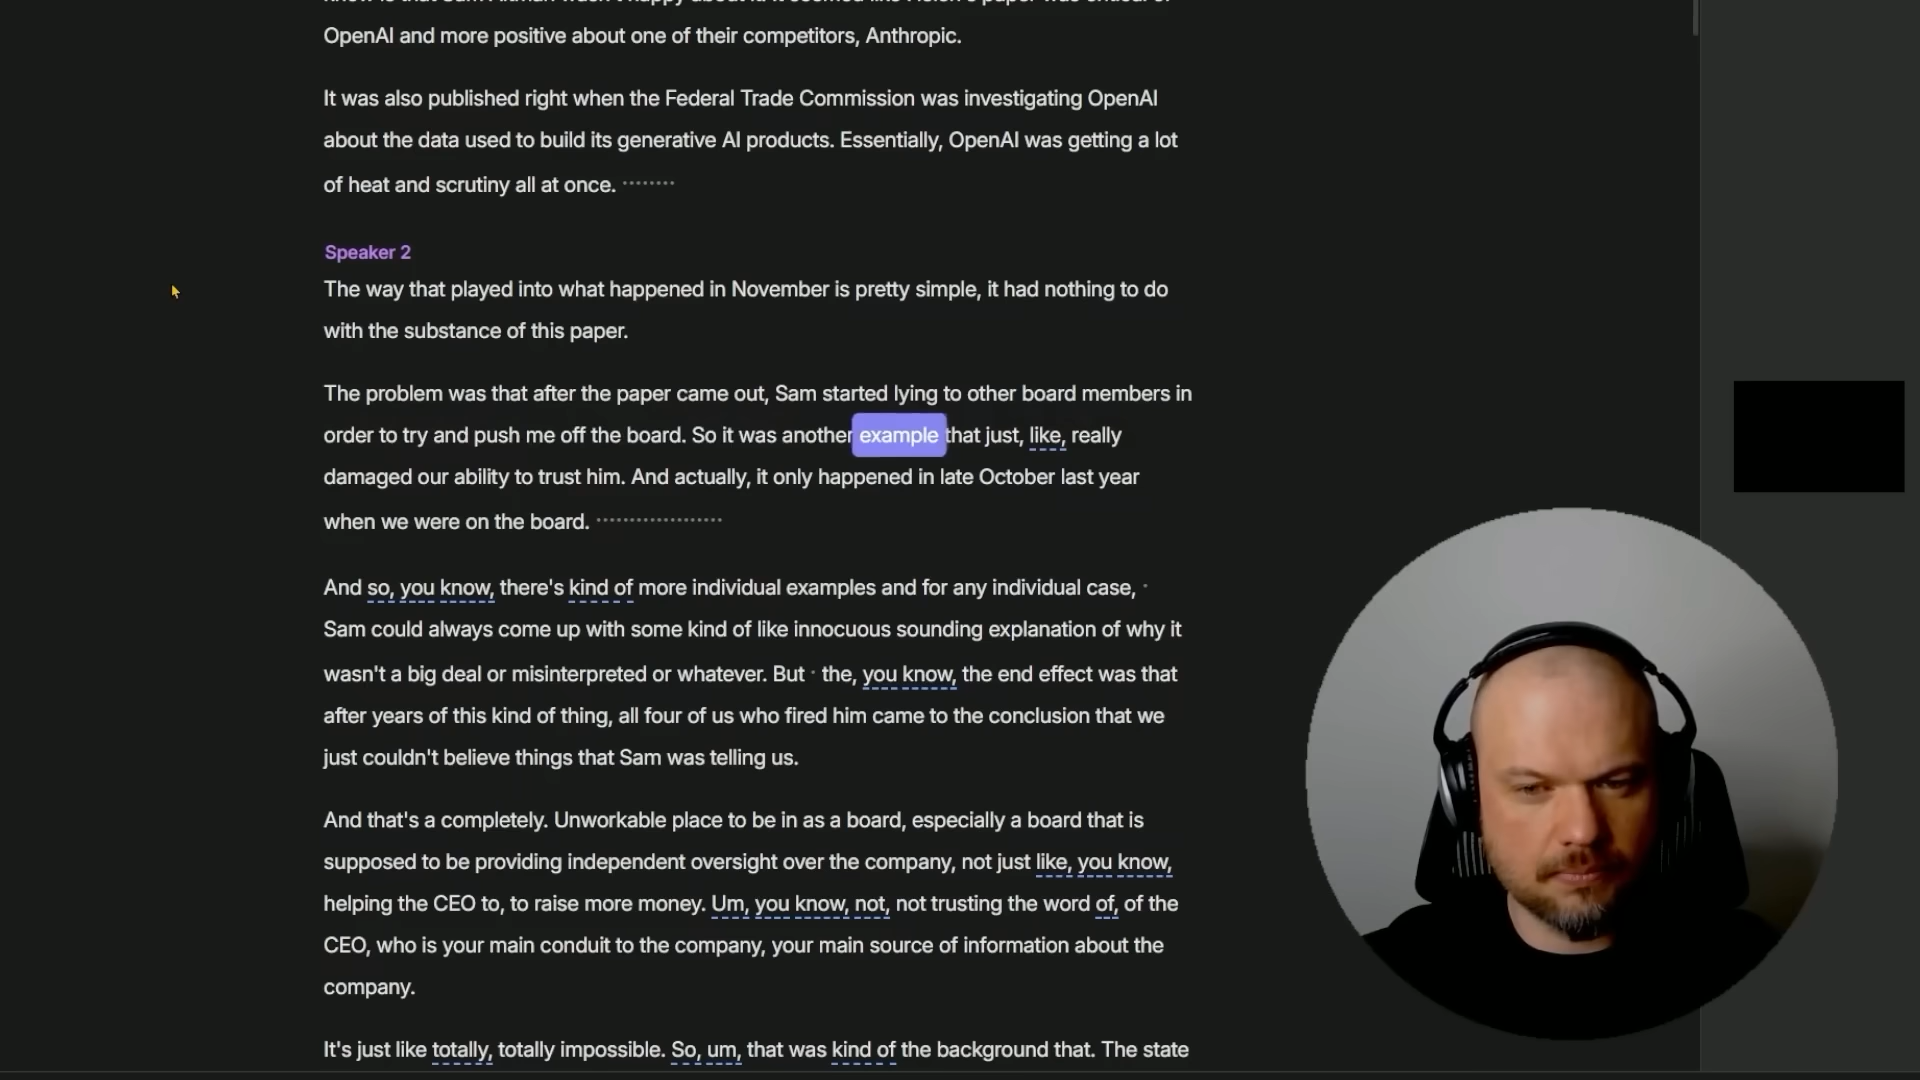 OpenAI and more positive about one of their competitors, Anthropic.
It was also published right when the Federal Trade Commission was investigating OpenAI
about the data used to build its generative AI products. Essentially, OpenAI was getting a lot
of heat and scrutiny all at once. ········
Speaker 2
The way that played into what happened in November is pretty simple, it had nothing to do
with the substance of this paper.
The problem was that after the paper came out, Sam started lying to other board members in
order to try and push me off the board. So it was another example that just, like, really
damaged our ability to trust him. And actually, it only happened in late October last year
when we were on the board. ···················
And so, you know, there's kind of more individual examples and for any individual case, ·
Sam could always come up with some kind of like innocuous sounding explanation of why it
wasn't a big deal or misinterpreted or whatever. But · the, you know, the end effect was that
after years of this kind of thing, all four of us who fired him came to the conclusion that we
just couldn't believe things that Sam was telling us.
And that's a completely. Unworkable place to be in as a board, especially a board that is
supposed to be providing independent oversight over the company, not just like, you know,
helping the CEO to, to raise more money. Um, you know, not, not trusting the word of, of the
CEO, who is your main conduit to the company, your main source of information about the
company.
It's just like totally, totally impossible. So, um, that was kind of the background that. The state